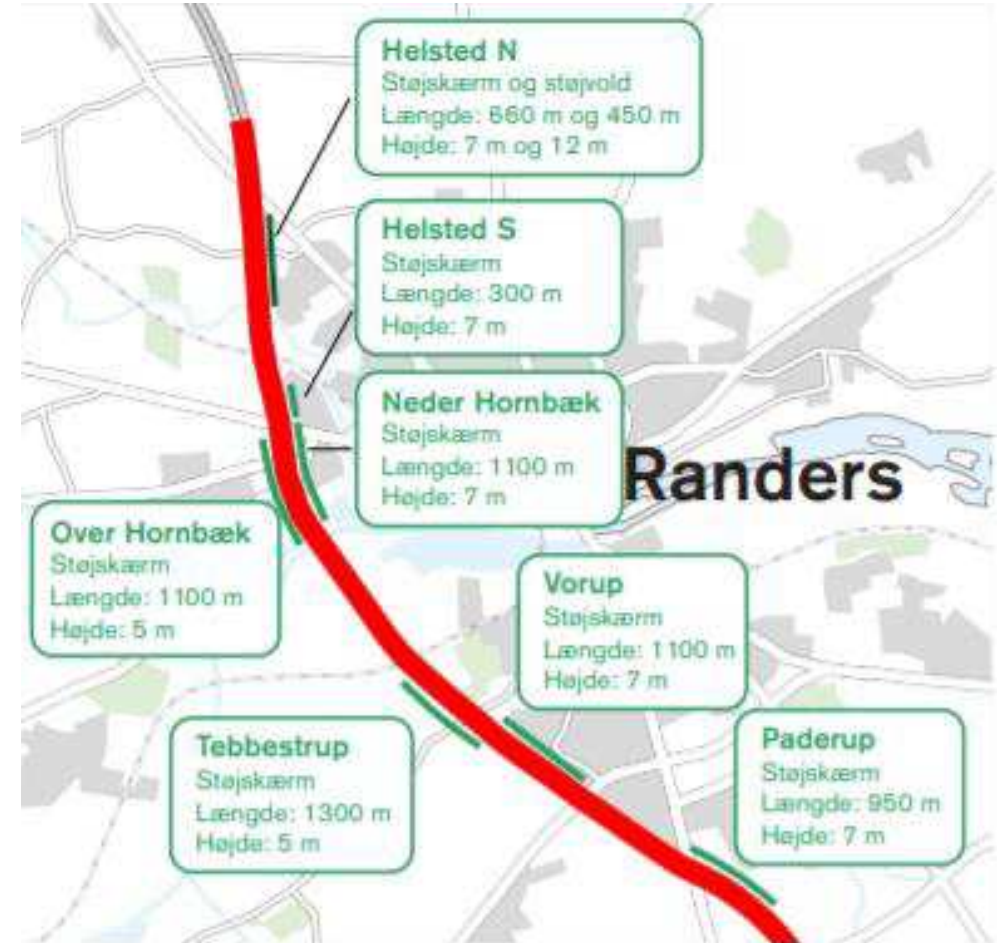 Helsted N
Støjskærm og støjvold
Længde: 660 m og 450 m
Højde: 7 m og 12 m
Helsted S
Støjskærm
Længde: 300 m
Højde: 7 m
Neder Hornbæk
Støjskærm
Længde: 1100 m
Højde: 7 m
Randers
Over Hornbæk
Støjskærm
Længde: 1100 m
Højde: 5 m
Vorup
Støjskærm
Længde: 1100 m
Højde: 7 m
Tebbestrup
Støjskærm
Længde: 1300 m
Højde: 5 m
Paderup
Støjskærm
Længde: 950 m
Højde: 7 m